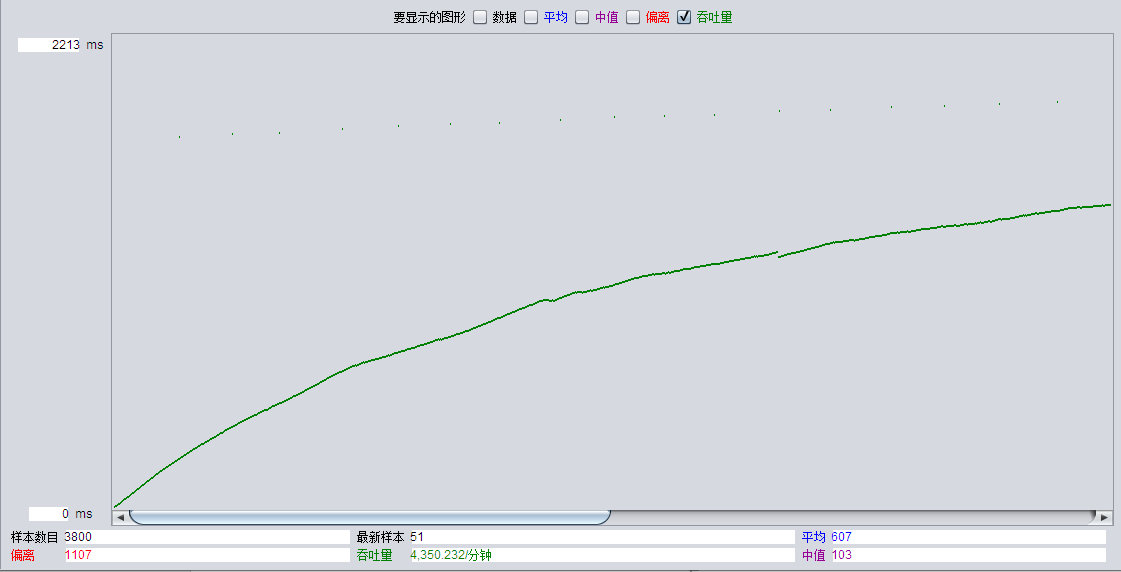 要显示的图形 数据 平均 中值 偏离 吞吐量
2213 ms
0 ms
样本数目 3800 最新样本 51 平均 607
偏离 1107 吞吐量 4,350.232/分钟 中值 103